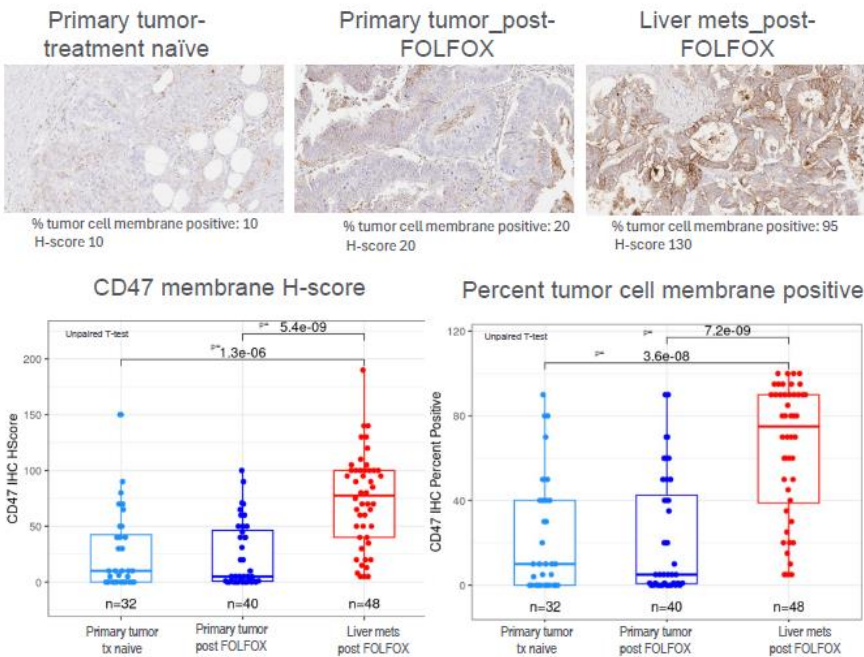 Primary tumor-
treatment naïve
Primary tumor_post-
FOLFOX
Liver mets_post-
FOLFOX
% tumor cell membrane positive: 10
H-score 10
% tumor cell membrane positive: 20
H-score 20
% tumor cell membrane positive: 95
H-score 130
CD47 membrane H-score
Unpaired T-test
p= 5.4e-09
p= 1.3e-06
CD47 IHC HScore
200
150
100
50
0
n=32
n=40
n=48
Primary tumor
tx naive
Primary tumor
post FOLFOX
Liver mets
post FOLFOX
Percent tumor cell membrane positive
Unpaired T-test
p= 7.2e-09
p= 3.6e-08
CD47 IHC Percent Positive
120
80
40
0
n=32
n=40
n=48
Primary tumor
tx naive
Primary tumor
post FOLFOX
Liver mets
post FOLFOX